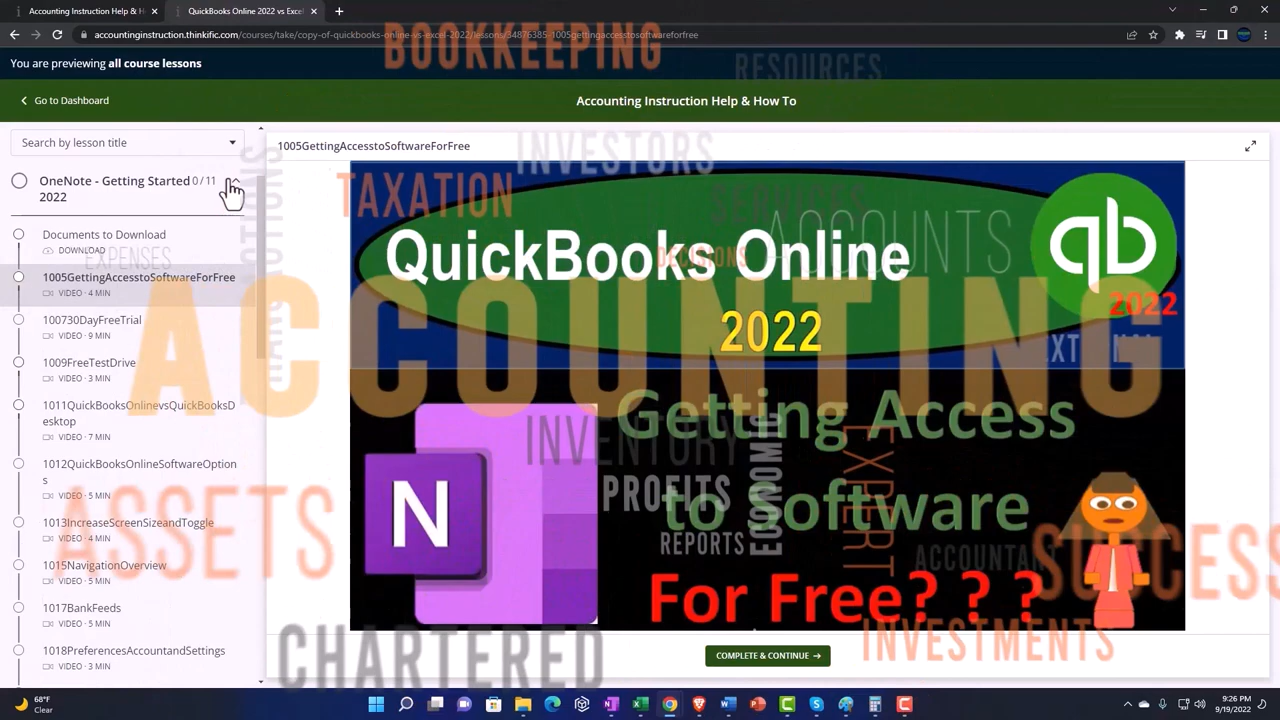 Accounting Instruction Help & H
QuickBooks Online 2022 vs Excel
accountinginstruction.thinkific.com/courses/take/copy-of-quickbooks-online-vs-excel-2022/lessons/34876385-1005gettingaccesstosoftwareforfree
BOOKKEEPING
RESOURCES
You are previewing all course lessons
Go to Dashboard
Accounting Instruction Help & How To
Search by lesson title
1005GettingAccesstoSoftwareForFree
INVESTORS
TAXATION
SERVICES
ACCOUNTS
DECISIONS
OneNote - Getting Started
2022
0 / 11
Documents to Download
DOWNLOAD
EXPENSES
1005GettingAccesstoSoftwareForFree
VIDEO · 4 MIN
100730DayFreeTrial
VIDEO · 9 MIN
1009FreeTestDrive
VIDEO · 3 MIN
1011QuickBooksOnlinevsQuickBooksD
esktop
VIDEO · 7 MIN
1012QuickBooksOnlineSoftwareOption
s
VIDEO · 5 MIN
1013IncreaseScreenSizeandToggle
VIDEO · 4 MIN
1015NavigationOverview
VIDEO · 5 MIN
1017BankFeeds
VIDEO · 5 MIN
1018PreferencesAccountandSettings
VIDEO · 3 MIN
QuickBooks Online
2022
qb
2022
ACCOUNTING
Getting Access
to Software
For Free? ? ?
N
INVENTORY
PROFITS
ECONOMIC
REPORTS
EXPERT
ACCOUNTANT
ASSETS
SUCCESS
CHARTERED
INVESTMENTS
COMPLETE & CONTINUE →
68°F
Clear
9:26 PM
9/19/2022